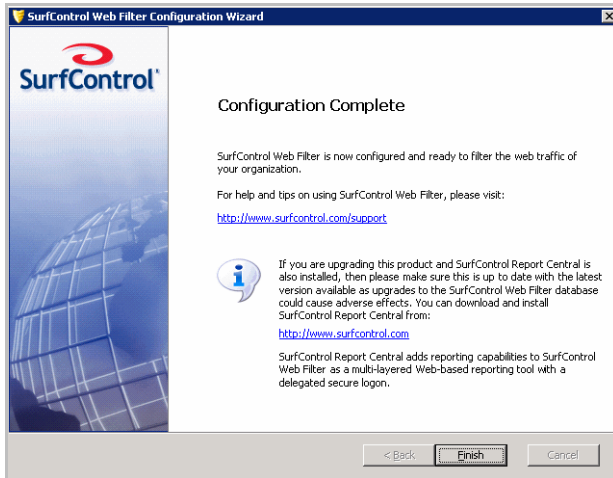 SurfControl Web Filter Configuration Wizard
SurfControl
Configuration Complete
SurfControl Web Filter is now configured and ready to filter the web traffic of
your organization.
For help and tips on using SurfControl Web Filter, please visit:
http://www.surfcontrol.com/support
If you are upgrading this product and SurfControl Report Central is
also installed, then please make sure this is up to date with the latest
version available as upgrades to the SurfControl Web Filter database
could cause adverse effects. You can download and install
SurfControl Report Central from:
http://www.surfcontrol.com
SurfControl Report Central adds reporting capabilities to SurfControl
Web Filter as a multi-layered Web-based reporting tool with a
delegated secure logon.
< Back Finish Cancel